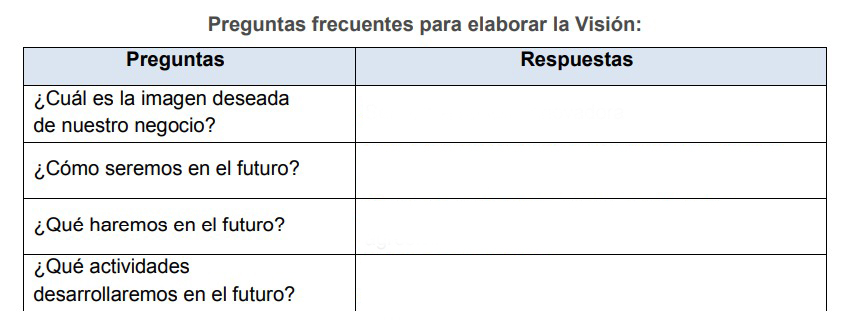 Preguntas frecuentes para elaborar la Visión:
Preguntas
Respuestas
¿Cuál es la imagen deseada
de nuestro negocio?
¿Cómo seremos en el futuro?
¿Qué haremos en el futuro?
¿Qué actividades
desarrollaremos en el futuro?